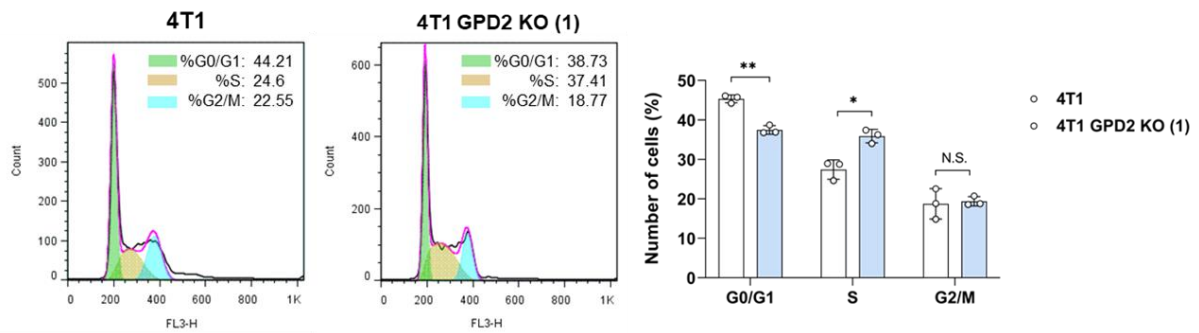 4T1
%G0/G1: 44.21
%S: 24.6
%G2/M: 22.55
Count
500
400
300
200
100
0
0 200 400 600 800 1K
FL3-H
4T1 GPD2 KO (1)
%G0/G1: 38.73
%S: 37.41
%G2/M: 18.77
Count
600
400
200
0
0 200 400 600 800 1K
FL3-H
Number of cells (%)
50
40
30
20
10
0
**
*
N.S.
G0/G1 S G2/M
4T1
4T1 GPD2 KO (1)